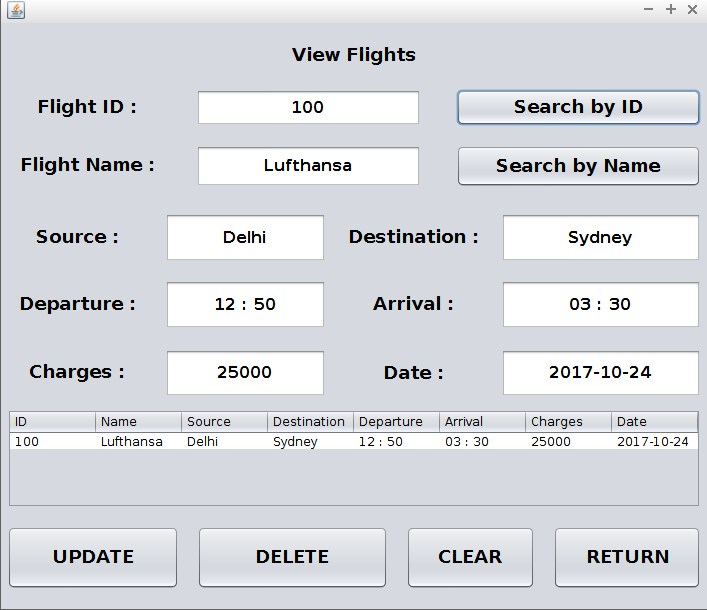 View Flights
Flight ID : 100 Search by ID
Flight Name : Lufthansa Search by Name
Source : Delhi Destination : Sydney
Departure : 12 : 50 Arrival : 03 : 30
Charges : 25000 Date : 2017-10-24
ID Name Source Destination Departure Arrival Charges Date
100 Lufthansa Delhi Sydney 12 : 50 03 : 30 25000 2017-10-24
UPDATE DELETE CLEAR RETURN